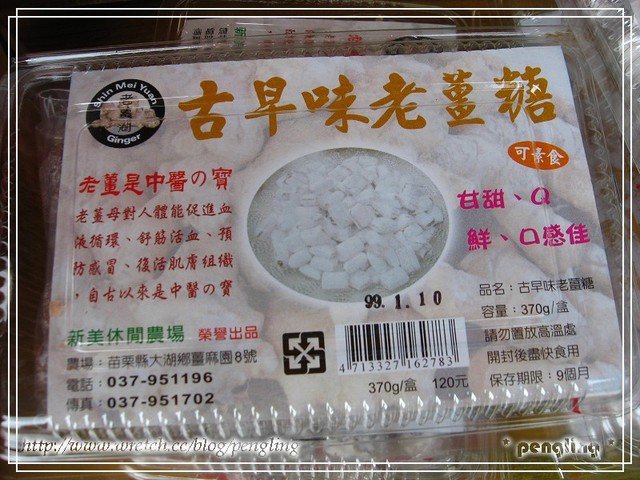 Shin Mei Yuan
Ginger
古早味老薑糖
可素食
老薑是中醫の寶
老薑母對人體能促進血
液循環、舒筋活血、預
防感冒、復活肌膚組織
，自古以來是中醫の寶
甘甜、Q
鮮、口感佳
99.1.10
品名：古早味老薑糖
容量：370g/盒
請勿置放高溫處
開封後盡快食用
保存期限：9個月
新美休閒農場 榮譽出品
農場：苗栗縣大湖鄉薑麻園8號
電話：037-951196
傳真：037-951702
4 713327 162783
370g/盒 120元
http://www.wretch.cc/blog/pengling
* pengling *